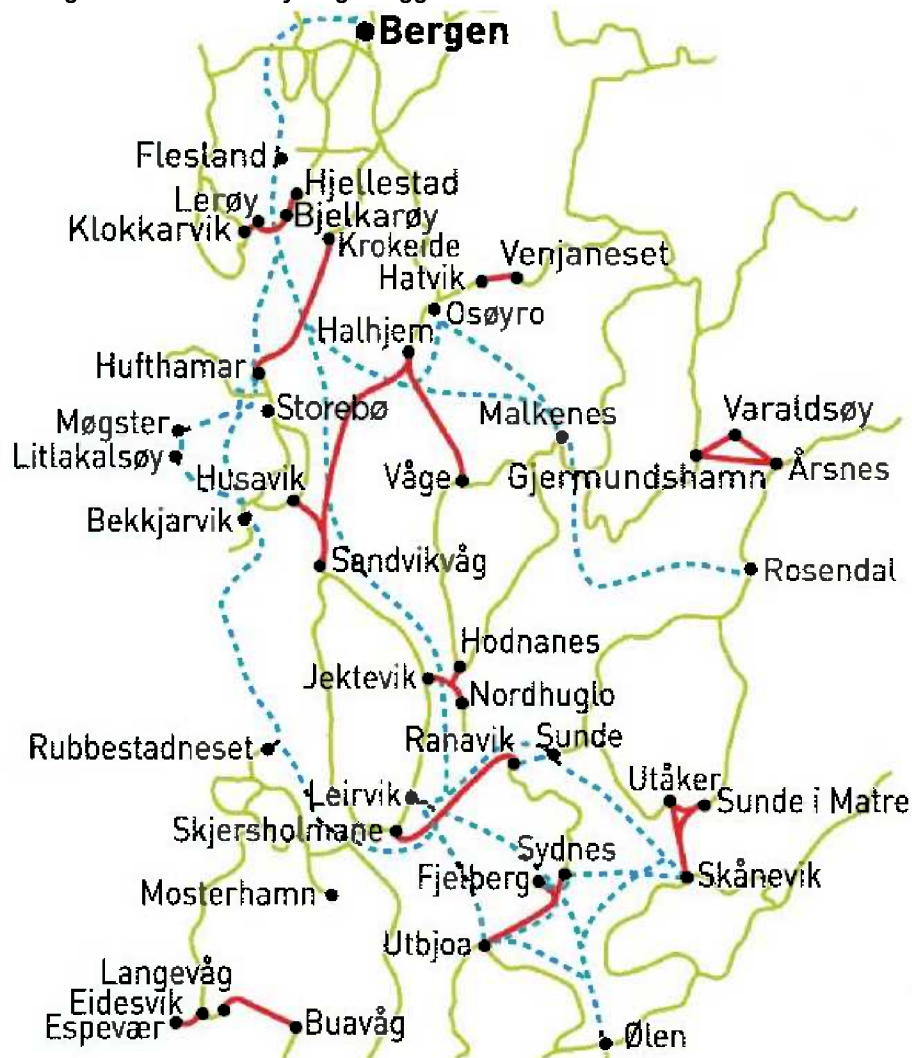 Bergen
Flesland
Hjellestad
Lerøy
Bjelkarøy
Klokkarvik
Krokeide
Venjaneset
Hatvik
Osøyro
Halhjem
Hufthamar
Storebø
Malkenes
Varaldsøy
Møgster
Litlakalsøy
Husavik
Våge
Gjermundshamn
Årsnes
Bekkjarvik
Sandvikvåg
Rosendal
Hodnanes
Jektevik
Nordhuglo
Rubbestadneset
Ranavik
Sunde
Utåker
Leirvik
Sunde i Matre
Skjersholmane
Sydnes
Fjelberg
Skånevik
Mosterhamn
Utbjoa
Langevåg
Eidesvik
Espevær
Buavåg
Ølen